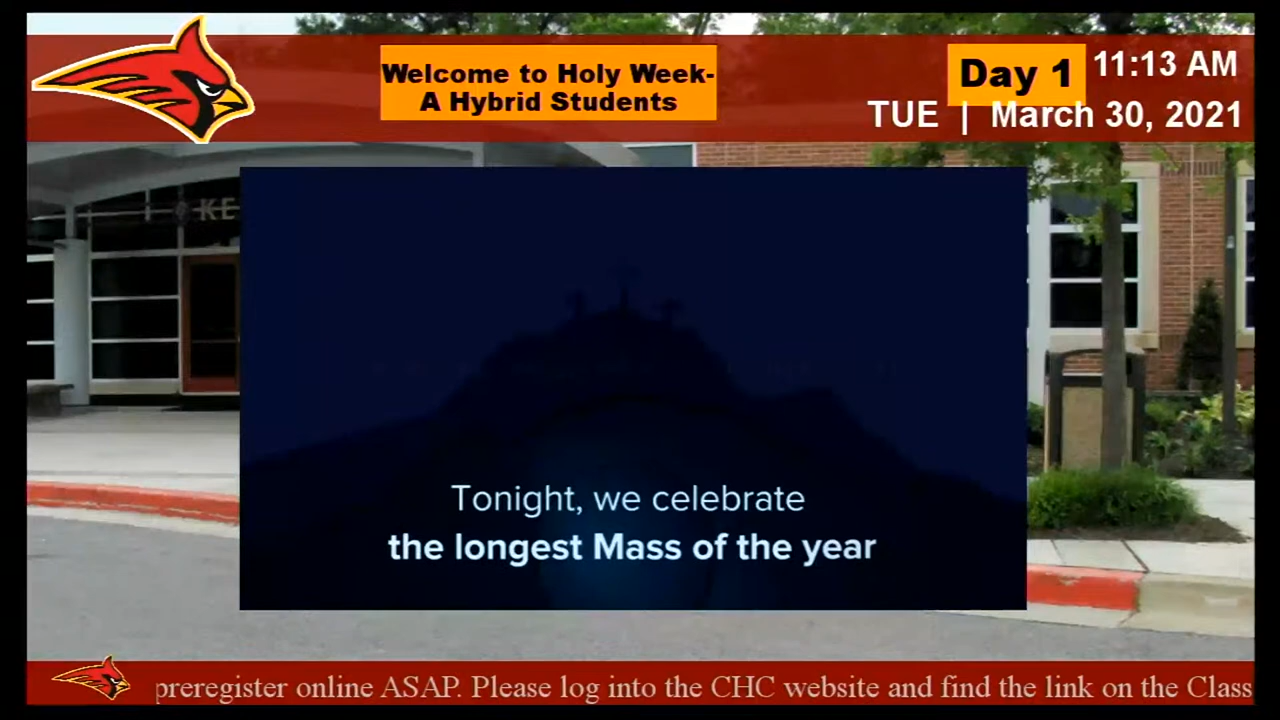 Welcome to Holy Week-
A Hybrid Students
Day 1
11:13 AM
TUE | March 30, 2021
KE
Tonight, we celebrate
the longest Mass of the year
preregister online ASAP. Please log into the CHC website and find the link on the Class